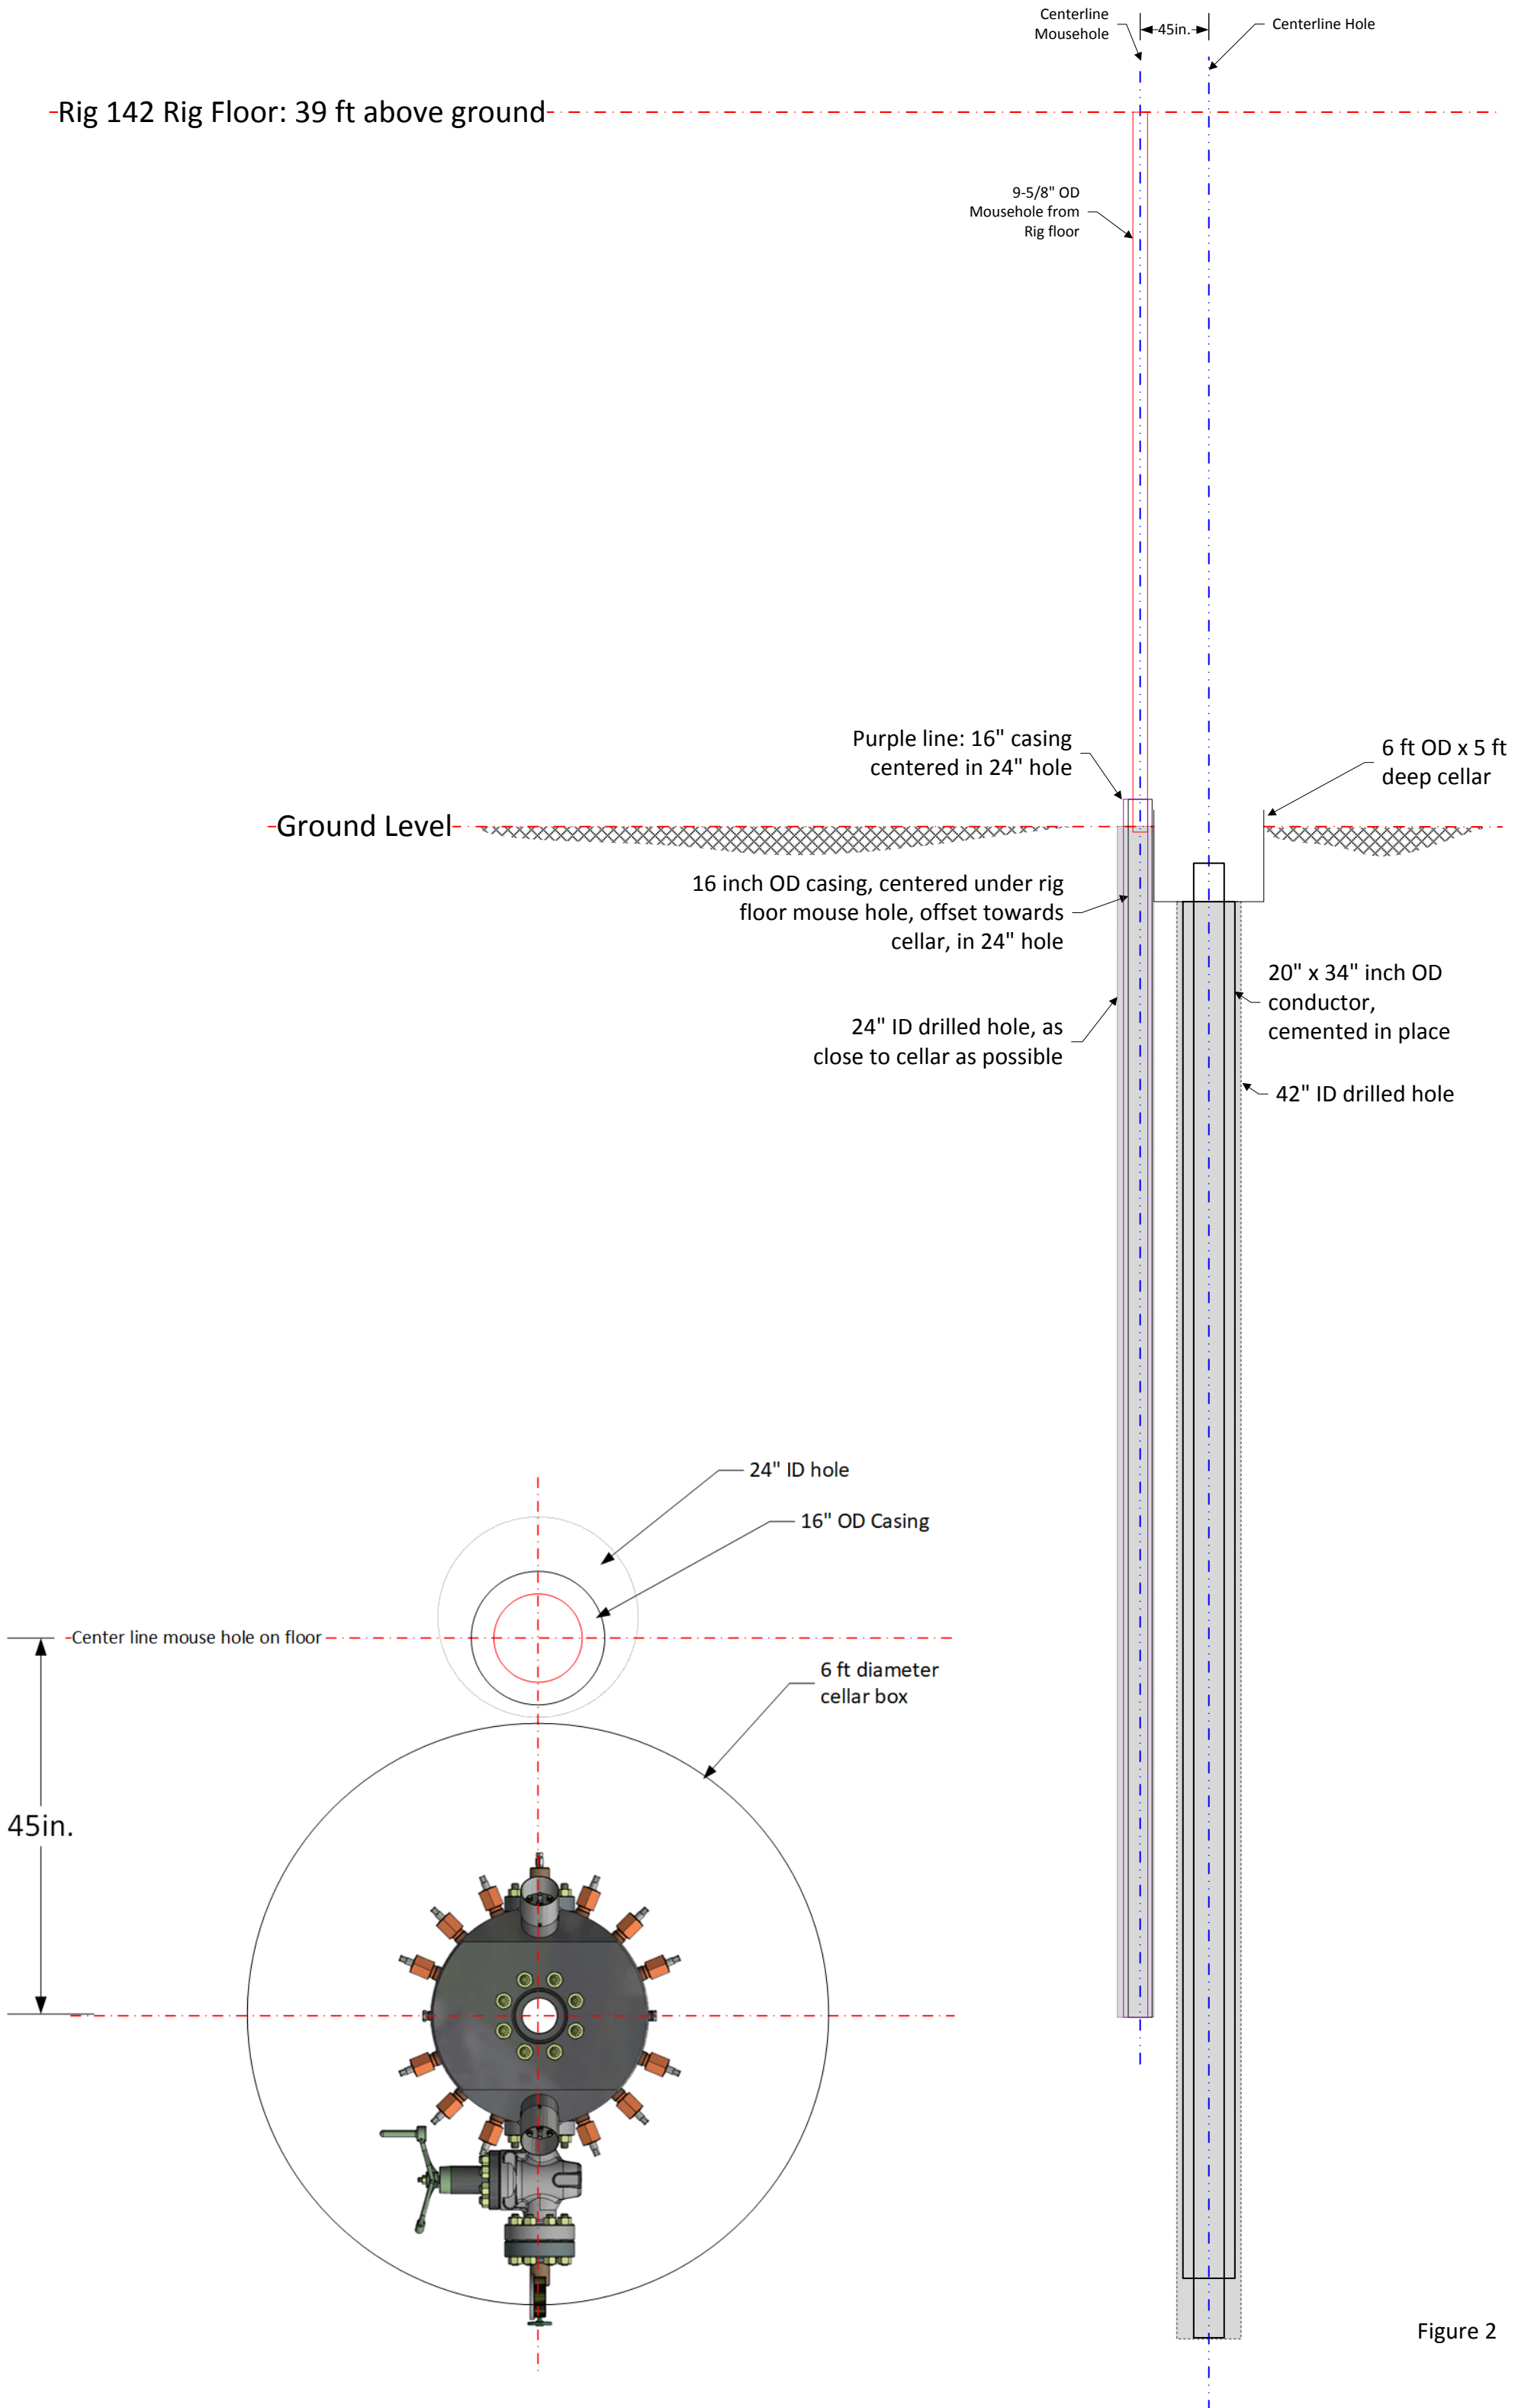 Centerline
Mousehole
45in.
Centerline Hole
Rig 142 Rig Floor: 39 ft above ground
9-5/8" OD
Mousehole from
Rig floor
Purple line: 16" casing
centered in 24" hole
6 ft OD x 5 ft
deep cellar
Ground Level
16 inch OD casing, centered under rig
floor mouse hole, offset towards
cellar, in 24" hole
20" x 34" inch OD
conductor,
cemented in place
24" ID drilled hole, as
close to cellar as possible
42" ID drilled hole
24" ID hole
16" OD Casing
Center line mouse hole on floor
6 ft diameter
cellar box
45in.
Figure 2